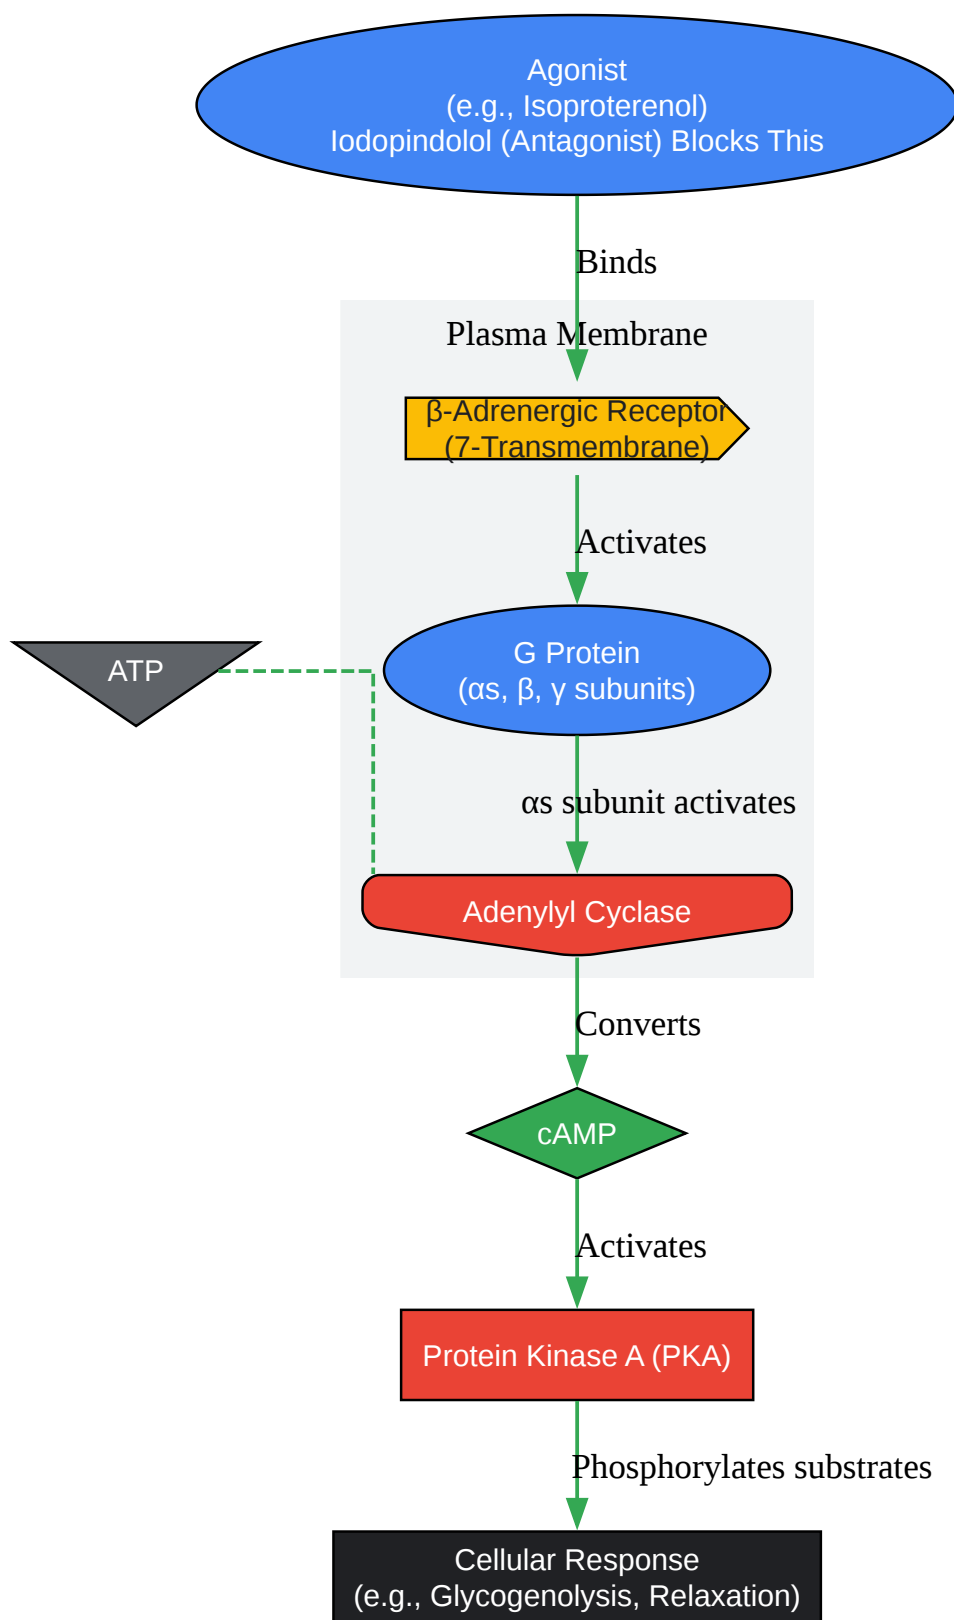 Agonist
(e.g., Isoproterenol)
Iodopindolol (Antagonist) Blocks This
Binds
Plasma Membrane
β-Adrenergic Receptor
(7-Transmembrane)
Activates
G Protein
(αs, β, γ subunits)
ATP
αs subunit activates
Adenylyl Cyclase
Converts
cAMP
Activates
Protein Kinase A (PKA)
Phosphorylates substrates
Cellular Response
(e.g., Glycogenolysis, Relaxation)